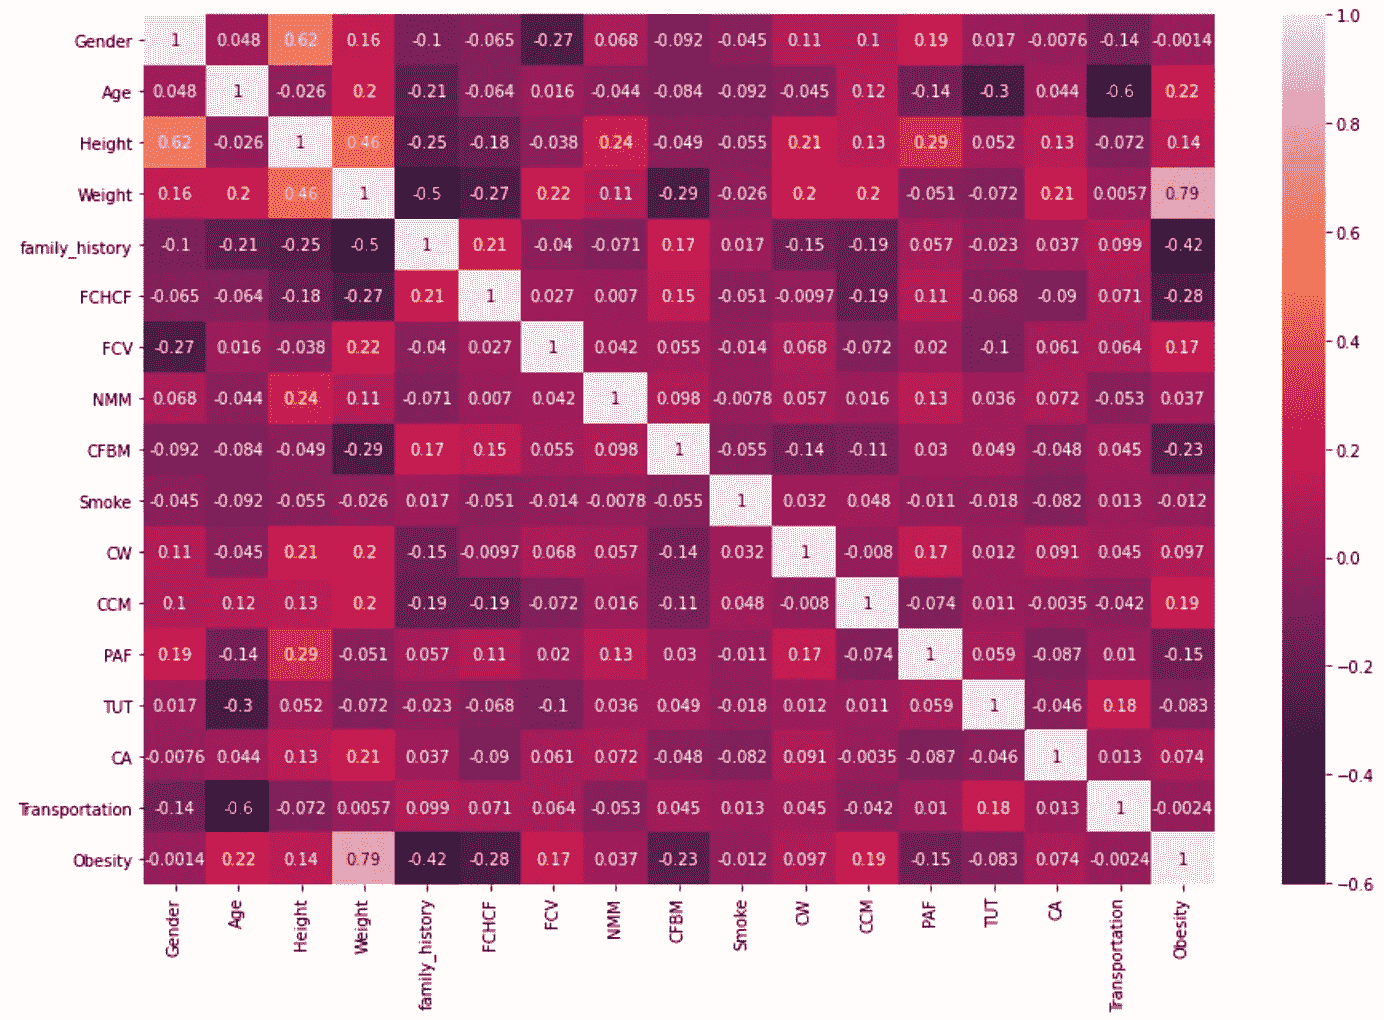 Gender 1 0.048 0.62 0.16 -0.1 -0.065 -0.27 0.068 -0.092 -0.045 0.11 0.1 0.19 0.017 -0.0076 -0.14 -0.0014
Age 0.048 1 -0.026 0.2 -0.21 -0.064 0.016 -0.044 -0.084 -0.092 -0.045 0.12 -0.14 -0.3 0.044 -0.6 0.22
Height 0.62 -0.026 1 0.46 -0.25 -0.18 -0.038 0.24 -0.049 -0.055 0.21 0.13 0.29 0.052 0.13 -0.072 0.14
Weight 0.16 0.2 0.46 1 -0.5 -0.27 0.22 0.11 -0.29 -0.026 0.2 0.2 -0.051 -0.072 0.21 0.0057 0.79
family_history -0.1 -0.21 -0.25 -0.5 1 0.21 -0.04 -0.071 0.17 0.017 -0.15 -0.19 0.057 -0.023 0.037 0.099 -0.42
FCHCF -0.065 -0.064 -0.18 -0.27 0.21 1 0.027 0.007 0.15 -0.051 -0.0097 -0.19 0.11 -0.068 -0.09 0.071 -0.28
FCV -0.27 0.016 -0.038 0.22 -0.04 0.027 1 0.042 0.055 -0.014 0.068 -0.072 0.02 -0.1 0.061 0.064 0.17
NMM 0.068 -0.044 0.24 0.11 -0.071 0.007 0.042 1 0.098 -0.0078 0.057 0.016 0.13 0.036 0.072 -0.053 0.037
CFBM -0.092 -0.084 -0.049 -0.29 0.17 0.15 0.055 0.098 1 -0.055 -0.14 -0.11 0.03 0.049 -0.048 0.045 -0.23
Smoke -0.045 -0.092 -0.055 -0.026 0.017 -0.051 -0.014 -0.0078 -0.055 1 0.032 0.048 -0.011 -0.018 -0.082 0.013 -0.012
CW 0.11 -0.045 0.21 0.2 -0.15 -0.0097 0.068 0.057 -0.14 0.032 1 -0.008 0.17 0.012 0.091 0.045 0.097
CCM 0.1 0.12 0.13 0.2 -0.19 -0.19 -0.072 0.016 -0.11 0.048 -0.008 1 -0.074 0.011 -0.0035 -0.042 0.19
PAF 0.19 -0.14 0.29 -0.051 0.057 0.11 0.02 0.13 0.03 -0.011 0.17 -0.074 1 0.059 -0.087 0.01 -0.15
TUT 0.017 -0.3 0.052 -0.072 -0.023 -0.068 -0.1 0.036 0.049 -0.018 0.012 0.011 0.059 1 -0.046 0.18 -0.083
CA -0.0076 0.044 0.13 0.21 0.037 -0.09 0.061 0.072 -0.048 -0.082 0.091 -0.0035 -0.087 -0.046 1 0.013 0.074
Transportation -0.14 -0.6 -0.072 0.0057 0.099 0.071 0.064 -0.053 0.045 0.013 0.045 -0.042 0.01 0.18 0.013 1 -0.0024
Obesity -0.0014 0.22 0.14 0.79 -0.42 -0.28 0.17 0.037 -0.23 -0.012 0.097 0.19 -0.15 -0.083 0.074 -0.0024 1
Gender Age Height Weight family_history FCHCF FCV NMM CFBM Smoke CW CCM PAF TUT CA Transportation Obesity
1.0
0.8
0.6
0.4
0.2
0.0
−0.2
−0.4
−0.6